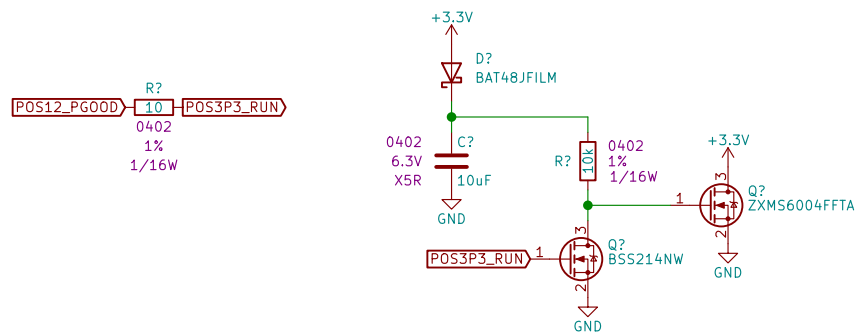 R?
POS12_PGOOD
10
POS3P3_RUN
0402
1%
1/16W
+3.3V
D?
BAT48JFILM
0402
6.3V
X5R
C?
10uF
GND
R?
10k
0402
1%
1/16W
POS3P3_RUN
1
3
2
Q?
BSS214NW
GND
+3.3V
1
3
2
Q?
ZXMS6004FFTA
GND